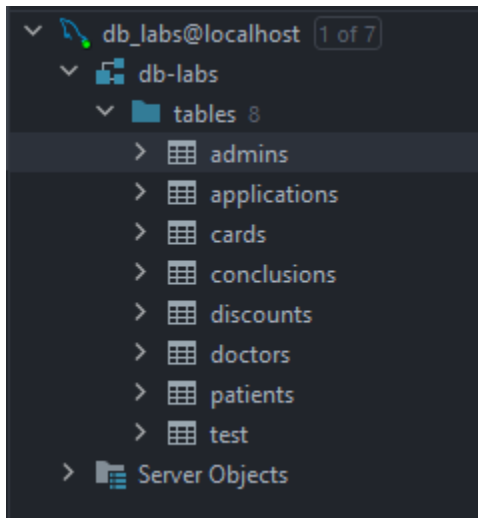 db_labs@localhost 1 of 7
db-labs
tables 8
admins
applications
cards
conclusions
discounts
doctors
patients
test
Server Objects